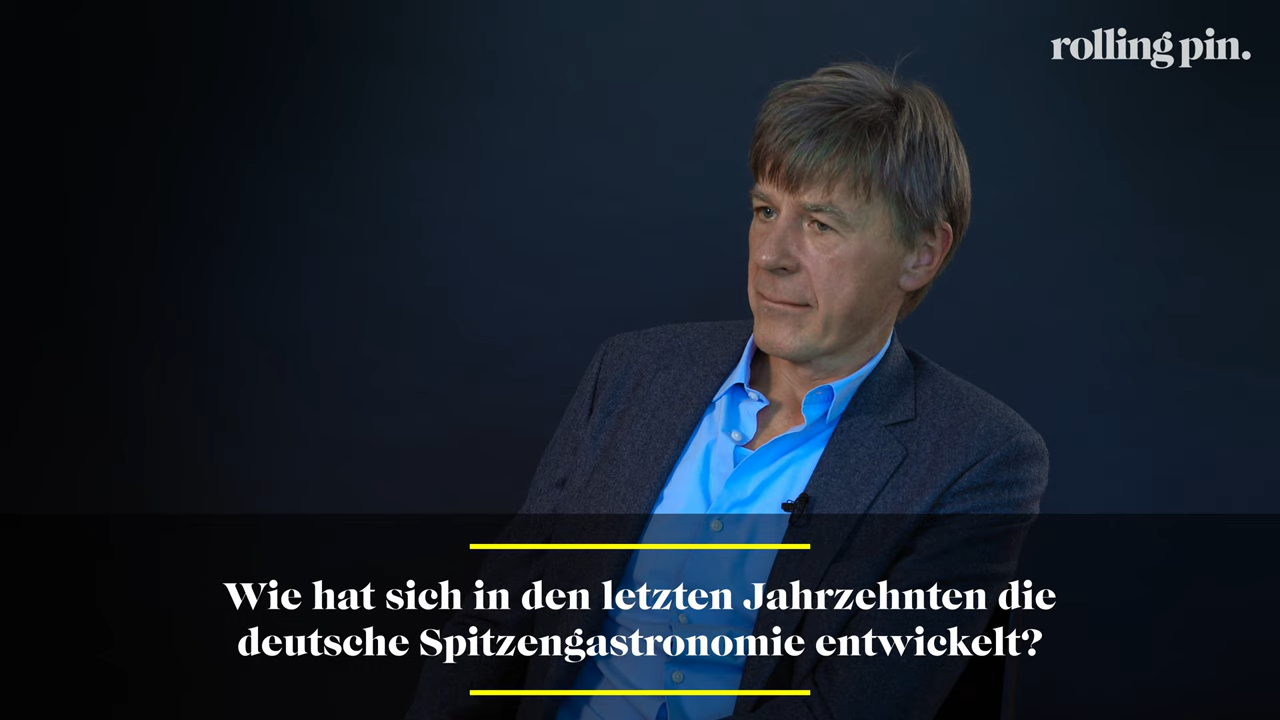 rolling pin.
Wie hat sich in den letzten Jahrzehnten die
deutsche Spitzengastronomie entwickelt?